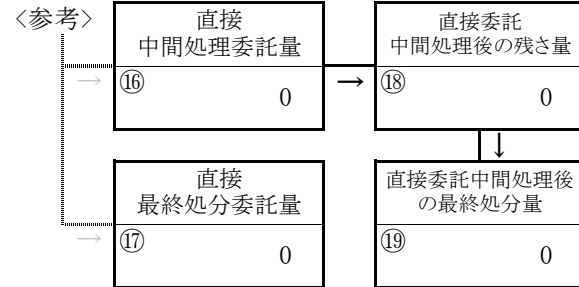 〈参考〉
直接
中間処理委託量
→
⑯
0
→
直接委託
中間処理後の残さ量
⑱
0
↓
直接
最終処分委託量
→
⑰
0
直接委託中間処理後
の最終処分量
⑲
0